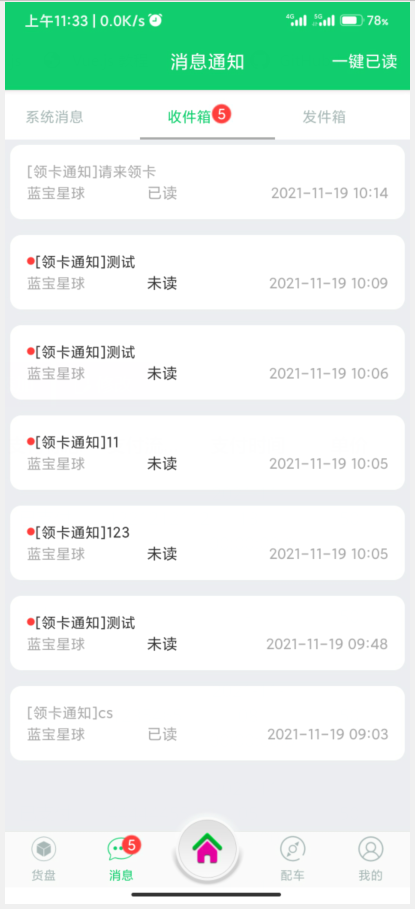 上午11:33 | 0.0K/s
4G 5G 78%
消息通知 一键已读
系统消息 收件箱 5 发件箱
[领卡通知]请来领卡
蓝宝星球 已读 2021-11-19 10:14
[领卡通知]测试
蓝宝星球 未读 2021-11-19 10:09
[领卡通知]测试
蓝宝星球 未读 2021-11-19 10:06
[领卡通知]11
蓝宝星球 未读 2021-11-19 10:05
[领卡通知]123
蓝宝星球 未读 2021-11-19 10:05
[领卡通知]测试
蓝宝星球 未读 2021-11-19 09:48
[领卡通知]cs
蓝宝星球 已读 2021-11-19 09:03
5
货盘 消息 配车 我的